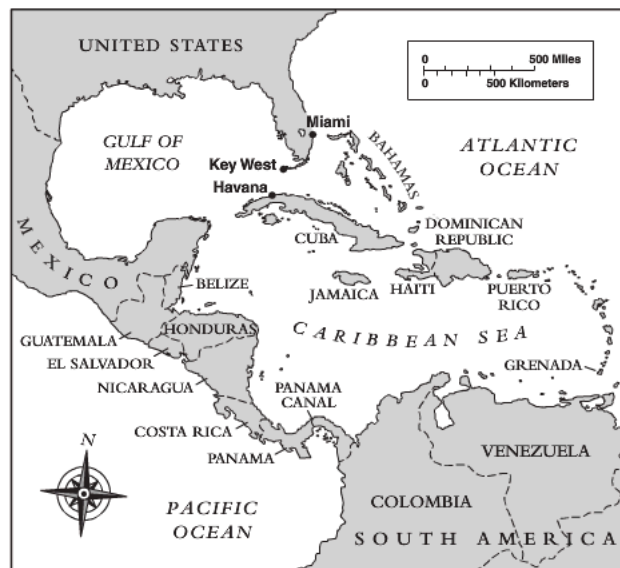 UNITED STATES
0 500 Miles
0 500 Kilometers
Miami
GULF OF
MEXICO
BAHAMAS
ATLANTIC
OCEAN
Key West
Havana
MEXICO
CUBA
DOMINICAN
REPUBLIC
BELIZE
JAMAICA
HAITI
PUERTO
RICO
GUATEMALA
HONDURAS
CARIBBEAN SEA
EL SALVADOR
GRENADA
NICARAGUA
PANAMA
CANAL
COSTA RICA
PANAMA
VENEZUELA
N
PACIFIC
OCEAN
COLOMBIA
SOUTH AMERICA